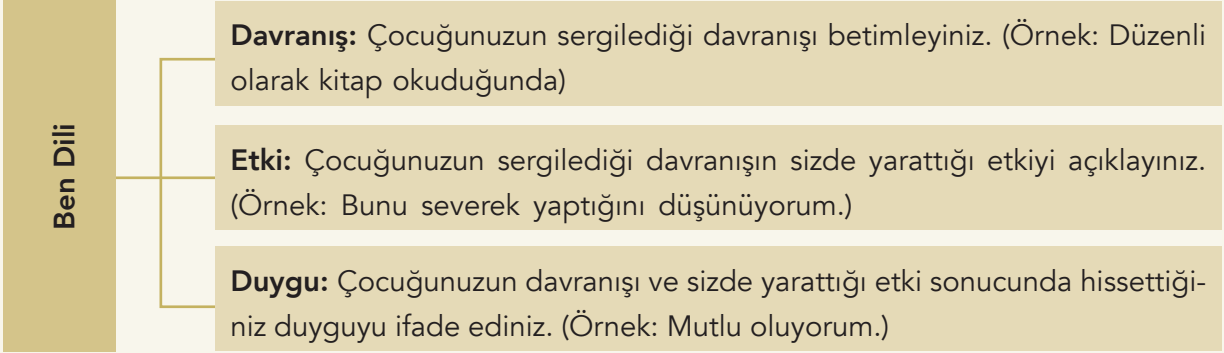 Ben Dili
Davranış: Çocuğunuzun sergilediği davranışı betimleyiniz. (Örnek: Düzenli
olarak kitap okuduğunda)
Etki: Çocuğunuzun sergilediği davranışın sizde yarattığı etkiyi açıklayınız.
(Örnek: Bunu severek yaptığını düşünüyorum.)
Duygu: Çocuğunuzun davranışı ve sizde yarattığı etki sonucunda hissettiği-
niz duyguyu ifade ediniz. (Örnek: Mutlu oluyorum.)